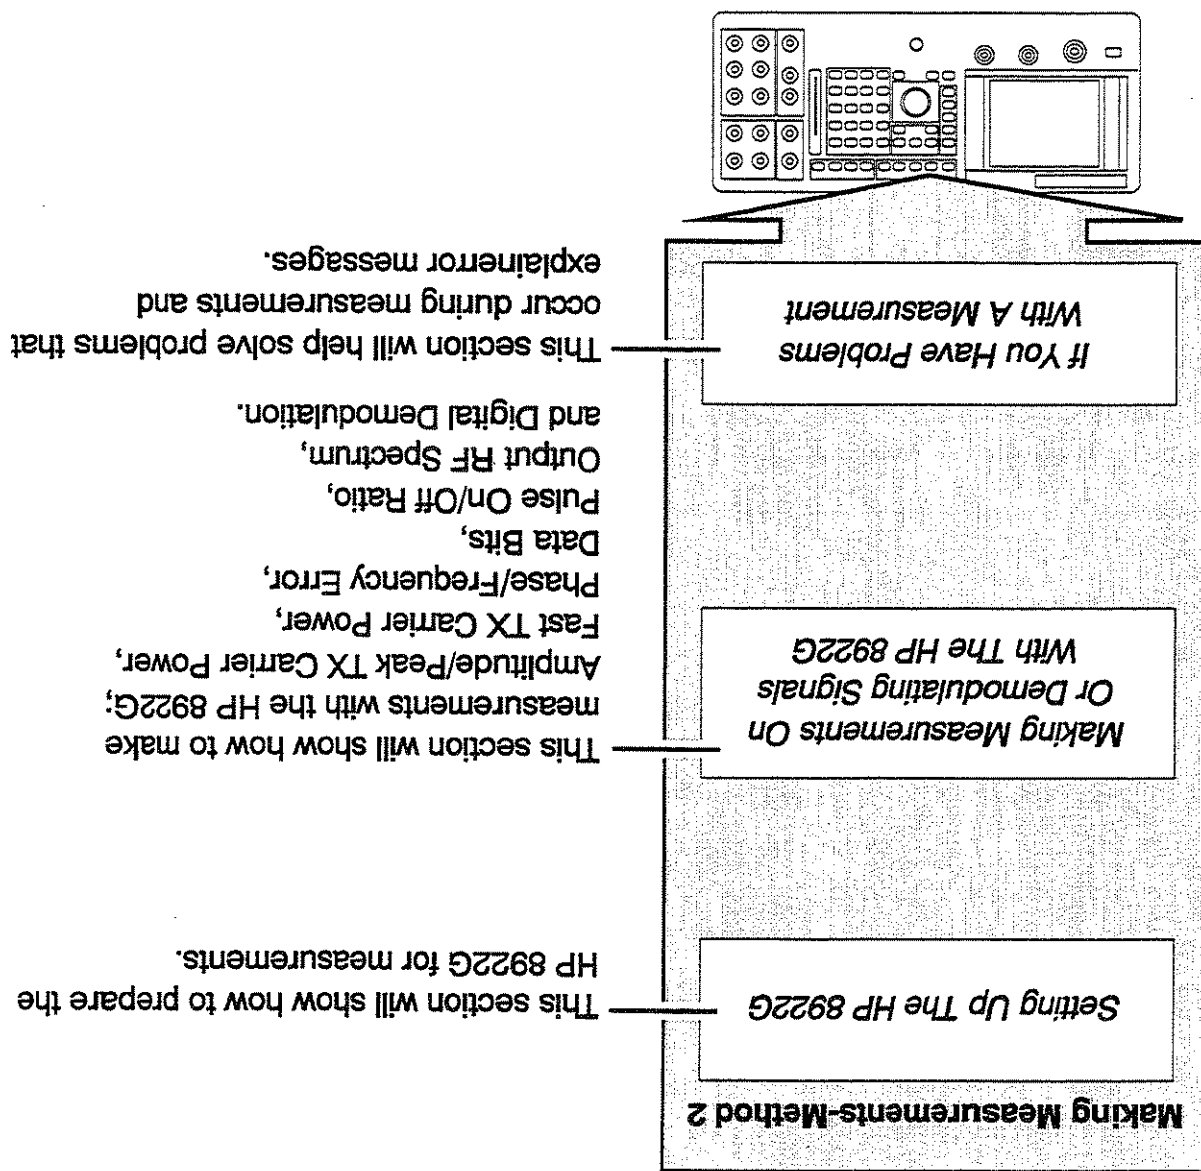 Making Measurements-Method 2
Setting Up The HP 8922G
This section will show how to prepare the
HP 8922G for measurements.
Making Measurements On
Or Demodulating Signals
With The HP 8922G
This section will show how to make
measurements with the HP 8922G;
Amplitude/Peak TX Carrier Power,
Fast TX Carrier Power,
Phase/Frequency Error,
Data Bits,
Pulse On/Off Ratio,
Output RF Spectrum,
and Digital Demodulation.
If You Have Problems
With A Measurement
This section will help solve problems that
occur during measurements and
explainerror messages.